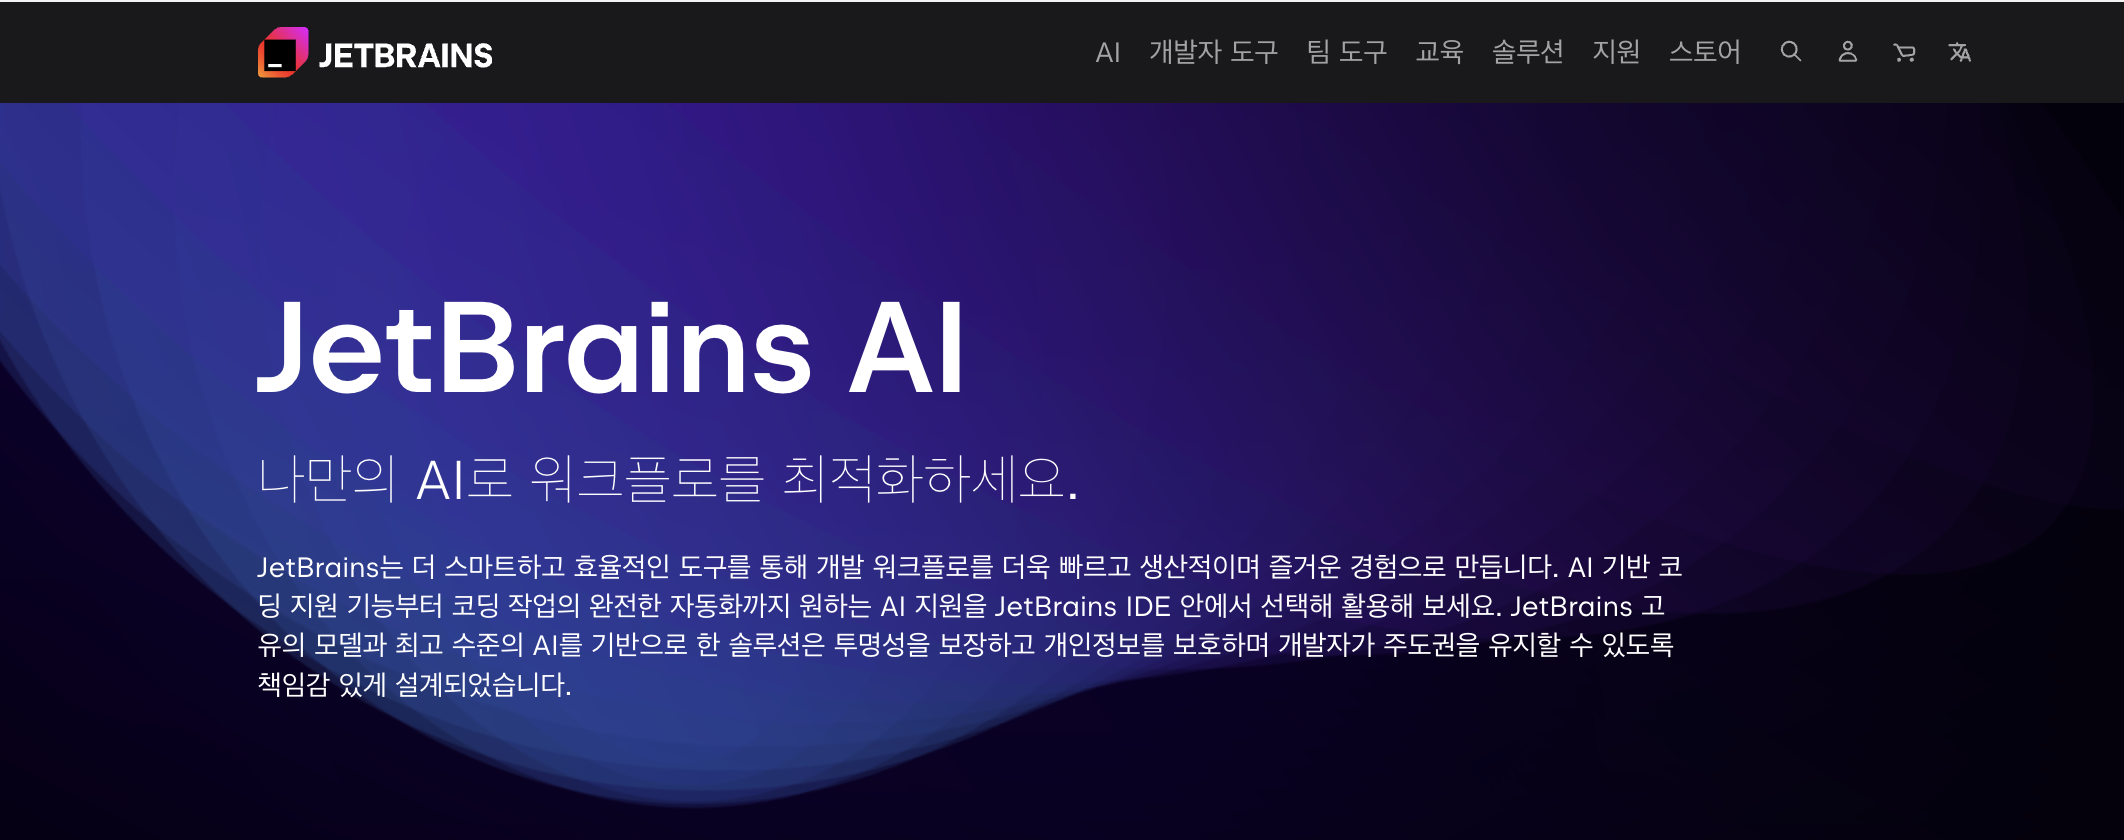 JETBRAINS
AI 개발자 도구 팀 도구 교육 솔루션 지원 스토어
JetBrains AI
나만의 AI로 워크플로를 최적화하세요.
JetBrains는 더 스마트하고 효율적인 도구를 통해 개발 워크플로를 더욱 빠르고 생산적이며 즐거운 경험으로 만듭니다. AI 기반 코
딩 지원 기능부터 코딩 작업의 완전한 자동화까지 원하는 AI 지원을 JetBrains IDE 안에서 선택해 활용해 보세요. JetBrains 고
유의 모델과 최고 수준의 AI를 기반으로 한 솔루션은 투명성을 보장하고 개인정보를 보호하며 개발자가 주도권을 유지할 수 있도록
책임감 있게 설계되었습니다.